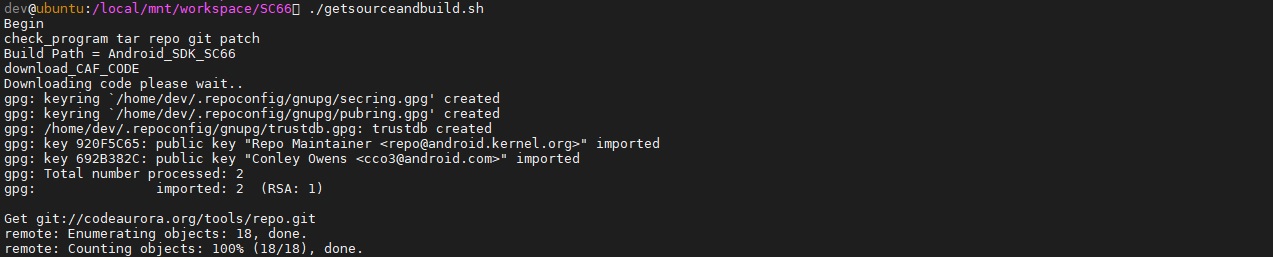 dev@ubuntu:/local/mnt/workspace/SC66▯ ./getsourceandbuild.sh
Begin
check_program tar repo git patch
Build Path = Android_SDK_SC66
download_CAF_CODE
Downloading code please wait..
gpg: keyring `/home/dev/.repoconfig/gnupg/secring.gpg' created
gpg: keyring `/home/dev/.repoconfig/gnupg/pubring.gpg' created
gpg: /home/dev/.repoconfig/gnupg/trustdb.gpg: trustdb created
gpg: key 920F5C65: public key "Repo Maintainer <repo@android.kernel.org>" imported
gpg: key 692B382C: public key "Conley Owens <cco3@android.com>" imported
gpg: Total number processed: 2
gpg:               imported: 2  (RSA: 1)

Get git://codeaurora.org/tools/repo.git
remote: Enumerating objects: 18, done.
remote: Counting objects: 100% (18/18), done.